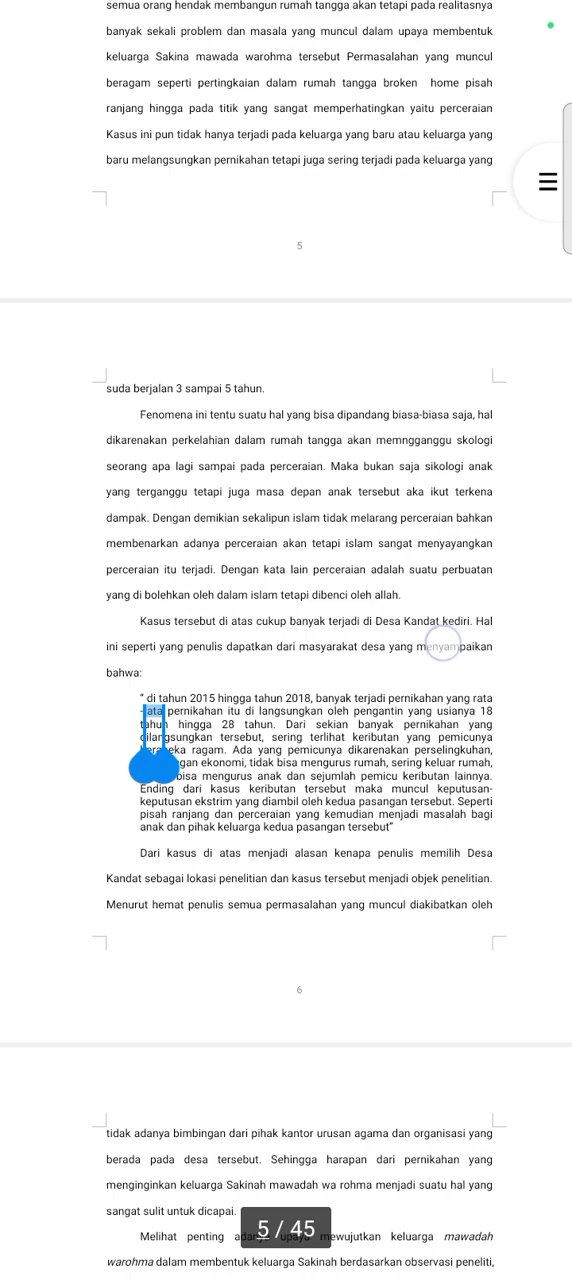 semua orang hendak membangun rumah tangga akan tetapi pada realitasnya
banyak sekali problem dan masala yang muncul dalam upaya membentuk
keluarga Sakina mawada warohma tersebut Permasalahan yang muncul
beragam seperti pertingkaian dalam rumah tangga broken home pisah
ranjang hingga pada titik yang sangat memperhatingkan yaitu perceraian
Kasus ini pun tidak hanya terjadi pada keluarga yang baru atau keluarga yang
baru melangsungkan pernikahan tetapi juga sering terjadi pada keluarga yang
5
suda berjalan 3 sampai 5 tahun.
Fenomena ini tentu suatu hal yang bisa dipandang biasa-biasa saja, hal
dikarenakan perkelahian dalam rumah tangga akan memngganggu skologi
seorang apa lagi sampai pada perceraian. Maka bukan saja sikologi anak
yang terganggu tetapi juga masa depan anak tersebut aka ikut terkena
dampak. Dengan demikian sekalipun islam tidak melarang perceraian bahkan
membenarkan adanya perceraian akan tetapi islam sangat menyayangkan
perceraian itu terjadi. Dengan kata lain perceraian adalah suatu perbuatan
yang di bolehkan oleh dalam islam tetapi dibenci oleh allah.
Kasus tersebut di atas cukup banyak terjadi di Desa Kandat kediri. Hal
ini seperti yang penulis dapatkan dari masyarakat desa yang menyampaikan
bahwa:
“ di tahun 2015 hingga tahun 2018, banyak terjadi pernikahan yang rata
-rata pernikahan itu di langsungkan oleh pengantin yang usianya 18
tahun hingga 28 tahun. Dari sekian banyak pernikahan yang
dilangsungkan tersebut, sering terlihat keributan yang pemicunya
beraneka ragam. Ada yang pemicunya dikarenakan perselingkuhan,
ekonomi, tidak bisa mengurus rumah, sering keluar rumah,
bisa mengurus anak dan sejumlah pemicu keributan lainnya.
Ending dari kasus keributan tersebut maka muncul keputusan-
keputusan ekstrim yang diambil oleh kedua pasangan tersebut. Seperti
pisah ranjang dan perceraian yang kemudian menjadi masalah bagi
anak dan pihak keluarga kedua pasangan tersebut”
Dari kasus di atas menjadi alasan kenapa penulis memilih Desa
Kandat sebagai lokasi penelitian dan kasus tersebut menjadi objek penelitian.
Menurut hemat penulis semua permasalahan yang muncul diakibatkan oleh
6
tidak adanya bimbingan dari pihak kantor urusan agama dan organisasi yang
berada pada desa tersebut. Sehingga harapan dari pernikahan yang
menginginkan keluarga Sakinah mawadah wa rohma menjadi suatu hal yang
sangat sulit untuk dicapai.
5 / 45
Melihat penting adanya upaya mewujutkan keluarga mawadah
warohma dalam membentuk keluarga Sakinah berdasarkan observasi peneliti,